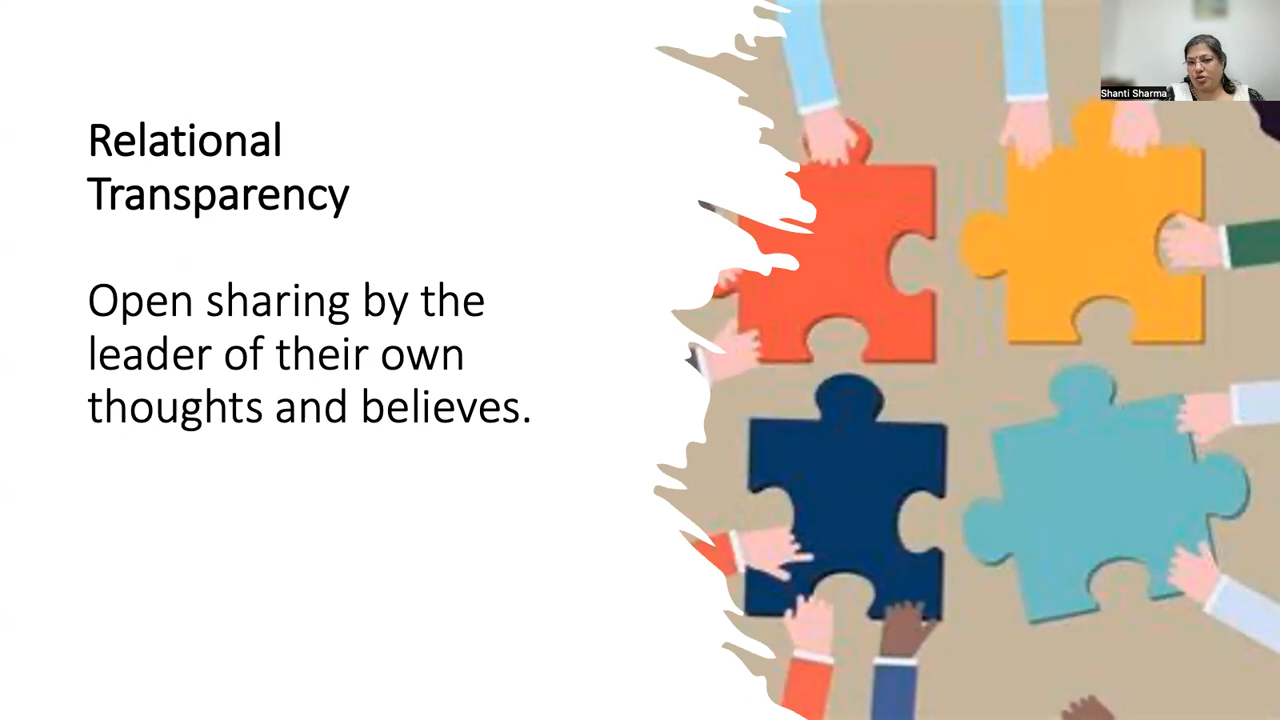 Relational
Transparency
Open sharing by the
leader of their own
thoughts and believes.
Shanti Sharma